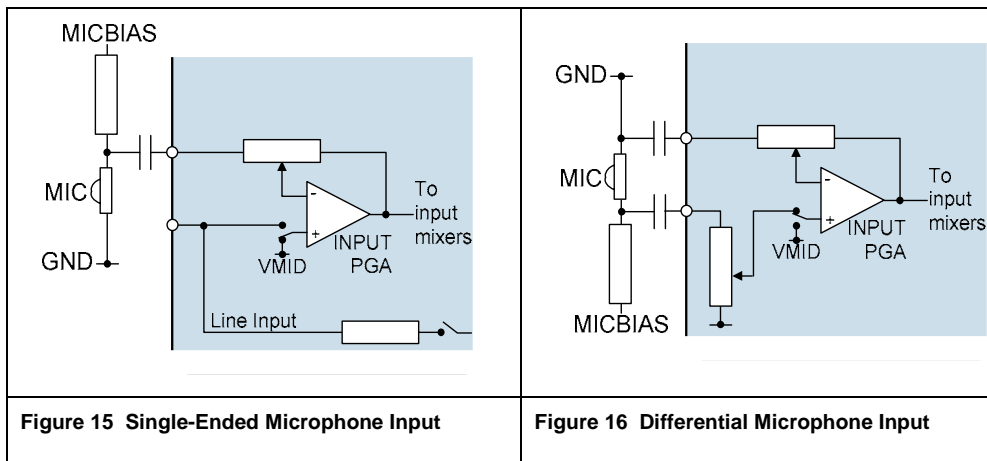 MICBIAS
MIC
GND
-
+
VMID
INPUT
PGA
To
input
mixers
Line Input
Figure 15 Single-Ended Microphone Input
GND
MIC
MICBIAS
-
+
VMID
INPUT
PGA
To
input
mixers
Figure 16 Differential Microphone Input